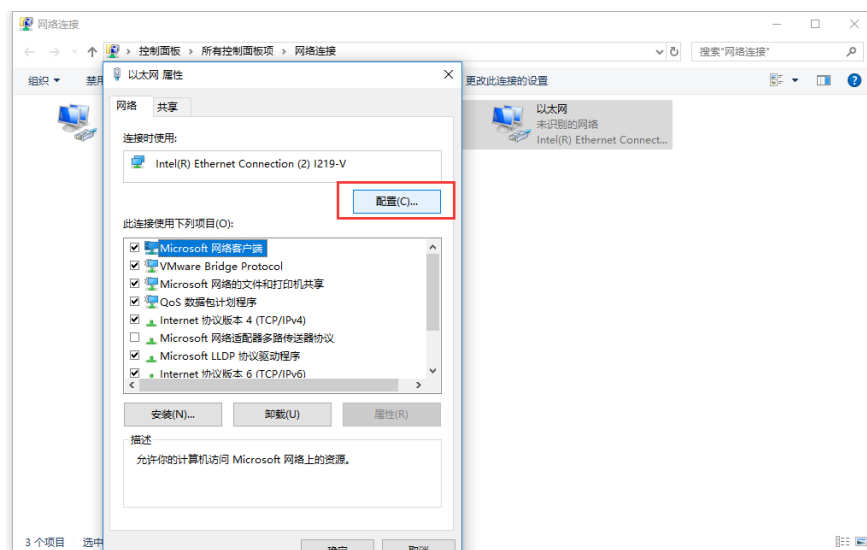 网络连接
控制面板 › 所有控制面板项 › 网络连接
搜索"网络连接"
组织
禁用
更改此连接的设置
以太网 属性
网络
共享
连接时使用:
Intel(R) Ethernet Connection (2) I219-V
配置(C)...
此连接使用下列项目(O):
Microsoft 网络客户端
VMware Bridge Protocol
Microsoft 网络的文件和打印机共享
QoS 数据包计划程序
Internet 协议版本 4 (TCP/IPv4)
Microsoft 网络适配器多路传送器协议
Microsoft LLDP 协议驱动程序
Internet 协议版本 6 (TCP/IPv6)
安装(N)...
卸载(U)
属性(R)
描述
允许你的计算机访问 Microsoft 网络上的资源。
以太网
未识别的网络
Intel(R) Ethernet Connect...
3 个项目
选中
确定
取消